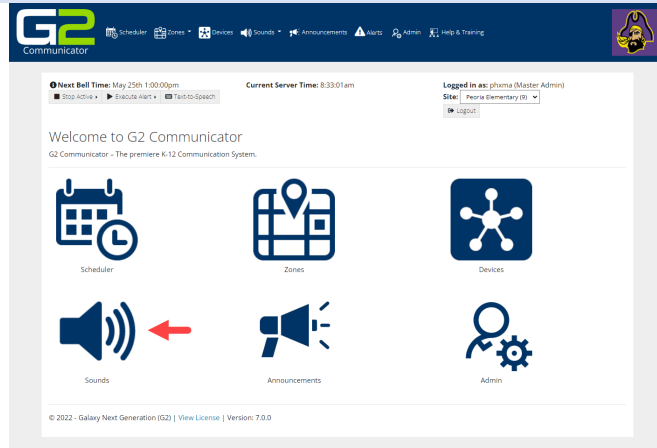 G2
Communicator
Scheduler Zones Devices Sounds Announcements Alerts Admin Help & Training
Next Bell Time: May 25th 1:00:00pm Current Server Time: 8:33:01am Logged in as: phxma (Master Admin)
Stop Active Execute Alert Text-to-Speech Site: Peoria Elementary (9)
Logout
Welcome to G2 Communicator
G2 Communicator – The premiere K-12 Communication System.
Scheduler Zones Devices
Sounds Announcements Admin
© 2022 - Galaxy Next Generation (G2) | View License | Version: 7.0.0